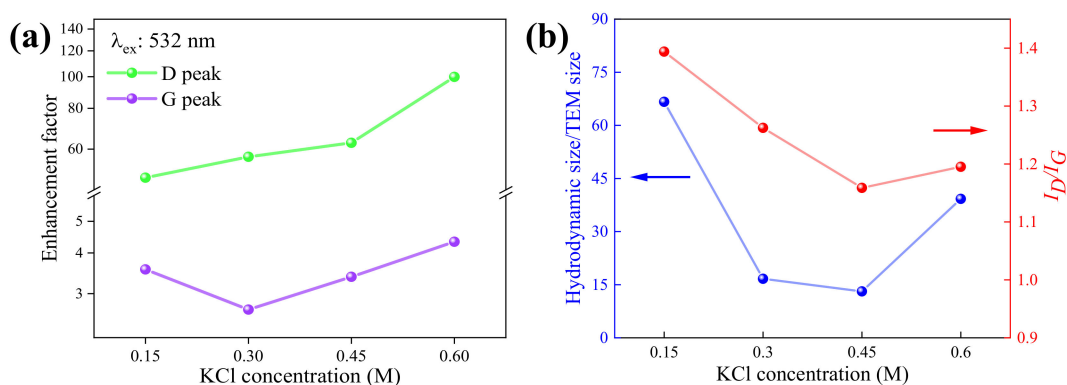 (a)
λex: 532 nm
D peak
G peak
Enhancement factor
140
120
100
80
60
5
4
3
0.15 0.30 0.45 0.60
KCl concentration (M)
(b)
Hydrodynamic size/TEM size
90
75
60
45
30
15
0
1.4
1.3
1.2
1.1
1.0
0.9
ID/IG
0.15 0.3 0.45 0.6
KCl concentration (M)